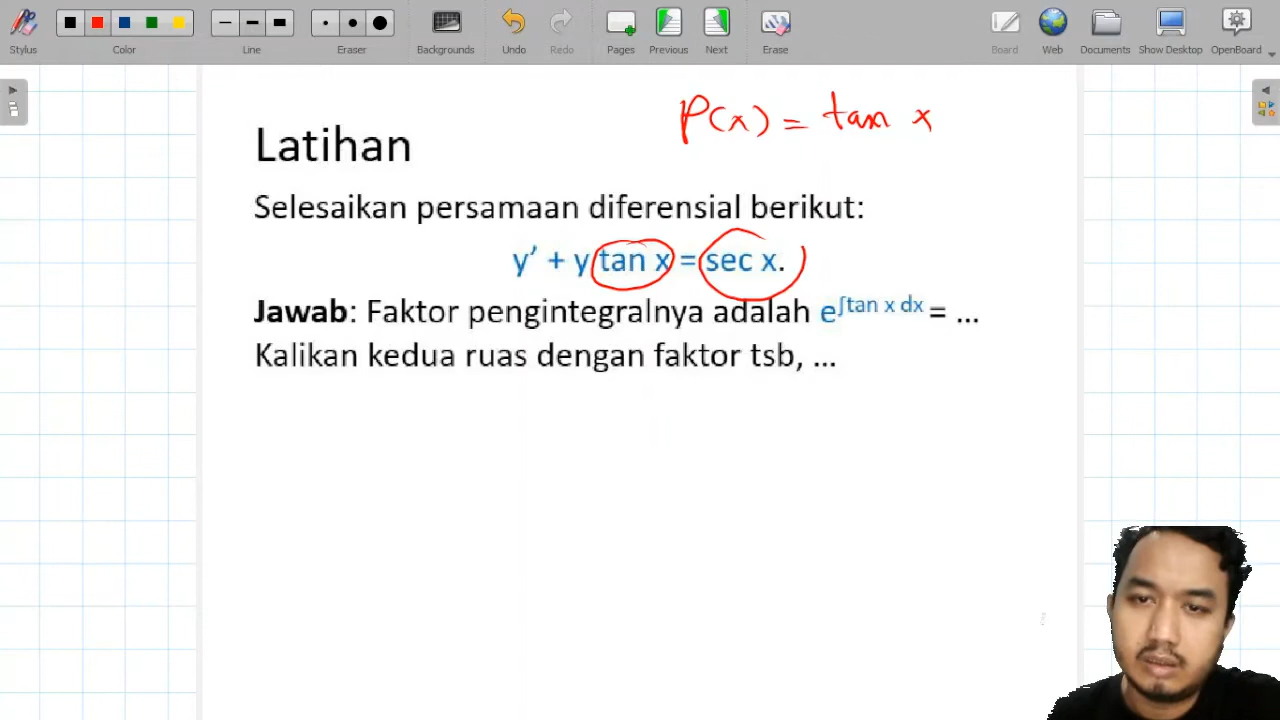 Stylus Color Line Eraser Backgrounds Undo Redo Pages Previous Next Erase Board Web Documents Show Desktop OpenBoard
P(x) = tan x
Latihan
Selesaikan persamaan diferensial berikut:
y’ + y tan x = sec x.
Jawab: Faktor pengintegralnya adalah e^∫tan x dx = ...
Kalikan kedua ruas dengan faktor tsb, ...